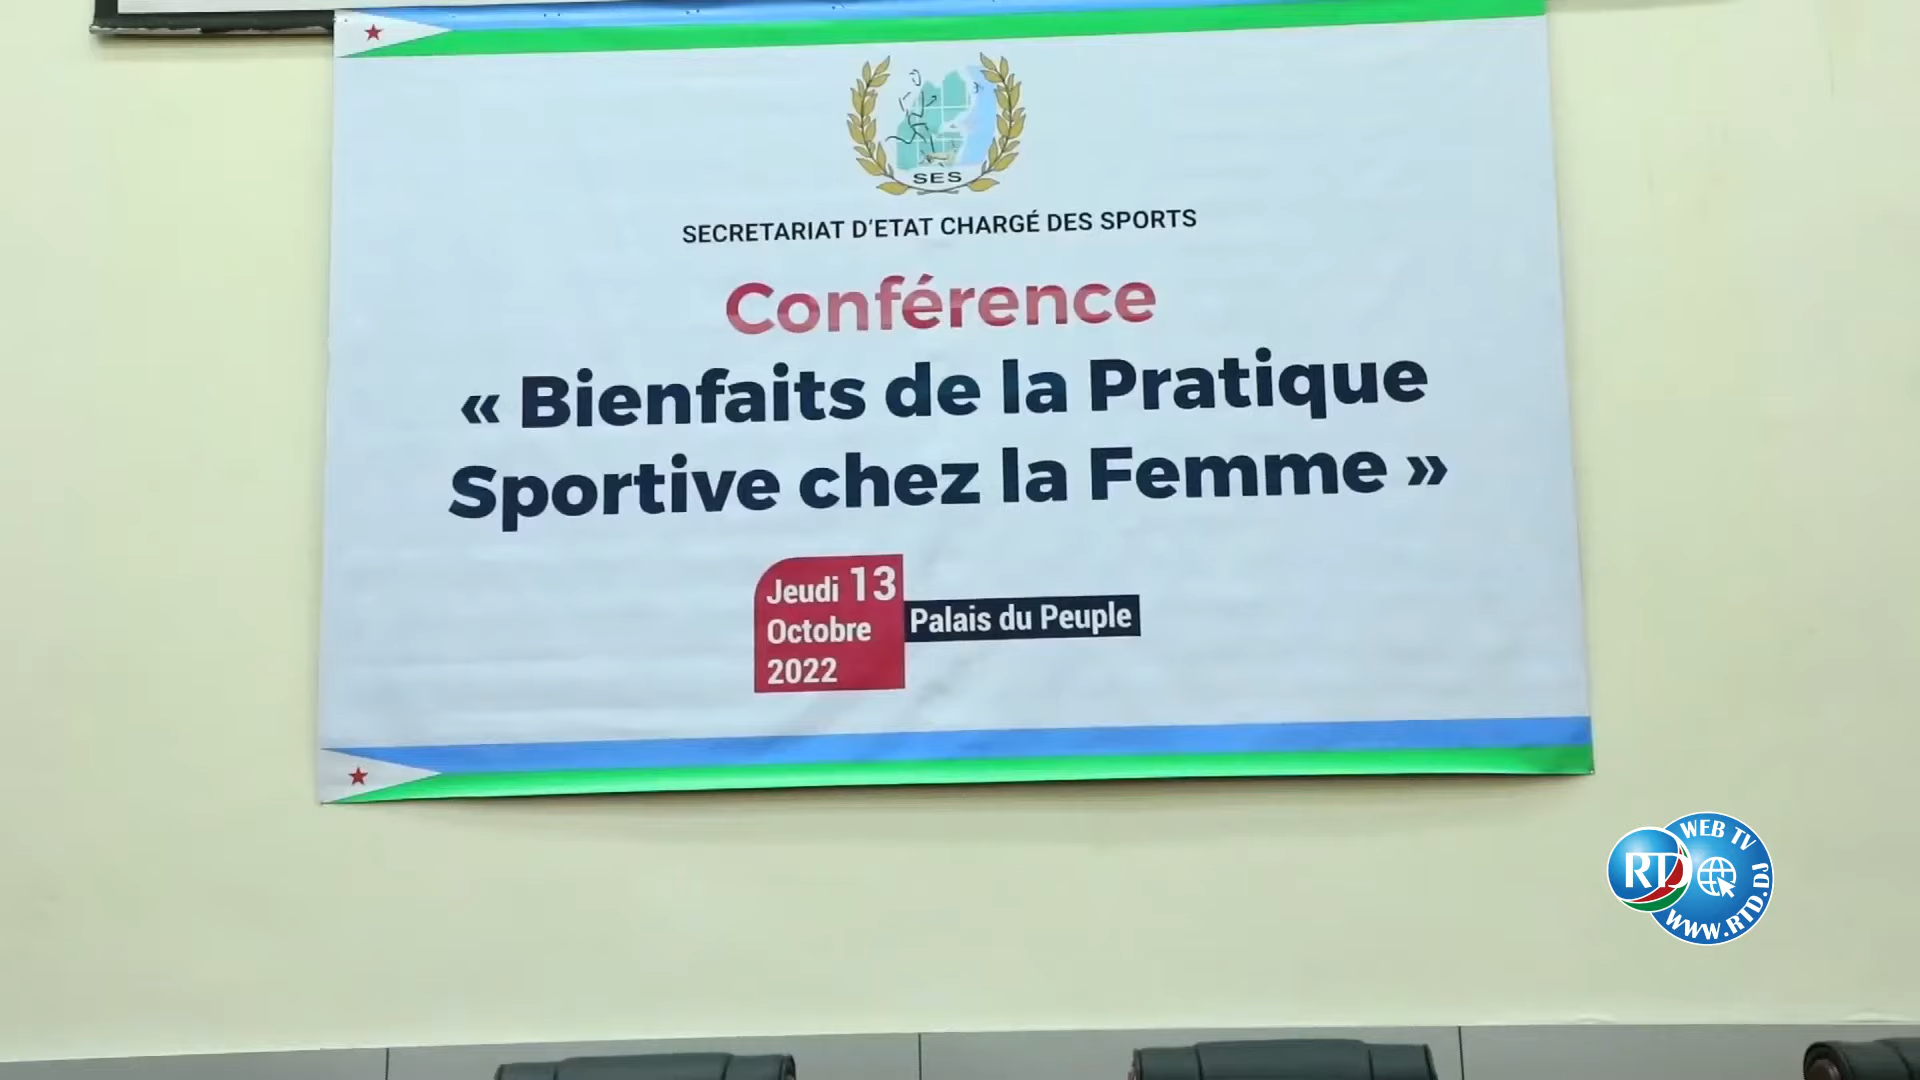 SES
SECRETARIAT D'ETAT CHARGÉ DES SPORTS
Conférence
« Bienfaits de la Pratique
Sportive chez la Femme »
Jeudi 13
Octobre
2022
Palais du Peuple
WEB TV
RTD
WWW.RTD.DJ